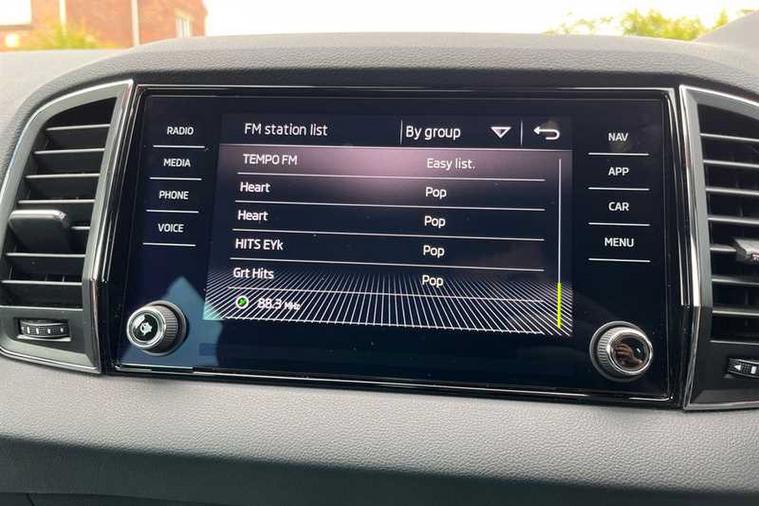 RADIO
MEDIA
PHONE
VOICE
FM station list By group
TEMPO FM Easy list.
Heart Pop
Heart Pop
HITS EYk Pop
Grt Hits Pop
88.3 MHz
NAV
APP
CAR
MENU